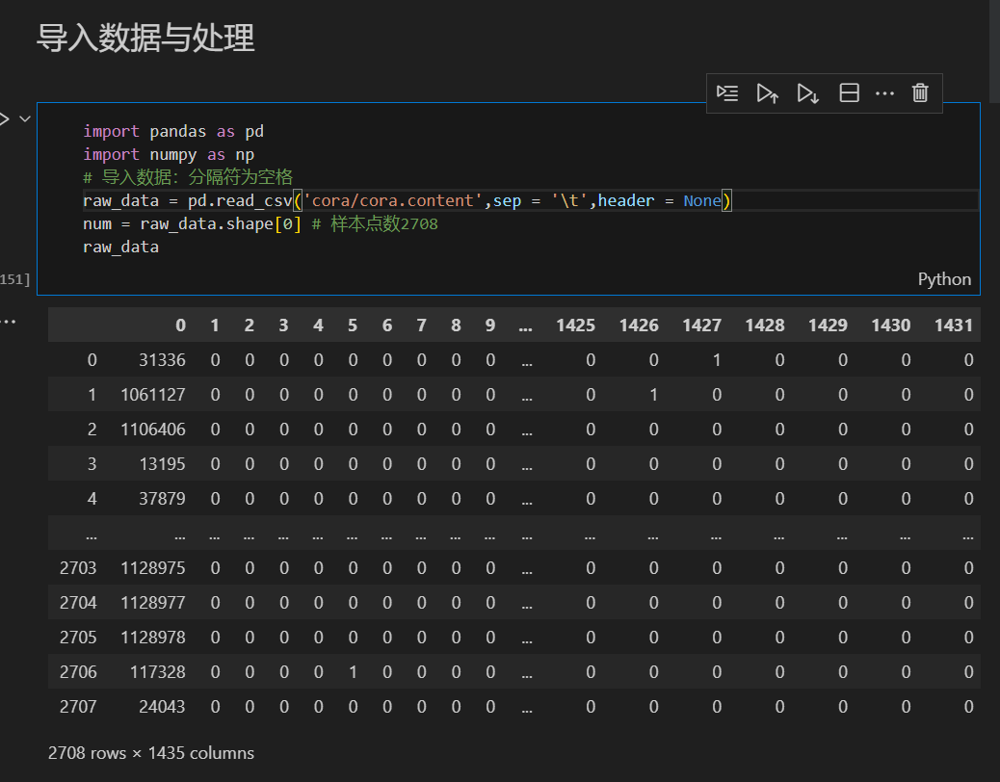 导入数据与处理
import pandas as pd
import numpy as np
# 导入数据：分隔符为空格
raw_data = pd.read_csv('cora/cora.content',sep = '\t',header = None)
num = raw_data.shape[0] # 样本点数2708
raw_data
151]
Python
...
0 1 2 3 4 5 6 7 8 9 ... 1425 1426 1427 1428 1429 1430 1431
0 31336 0 0 0 0 0 0 0 0 0 ... 0 0 1 0 0 0 0
1 1061127 0 0 0 0 0 0 0 0 0 ... 0 1 0 0 0 0 0
2 1106406 0 0 0 0 0 0 0 0 0 ... 0 0 0 0 0 0 0
3 13195 0 0 0 0 0 0 0 0 0 ... 0 0 0 0 0 0 0
4 37879 0 0 0 0 0 0 0 0 0 ... 0 0 0 0 0 0 0
... ... ... ... ... ... ... ... ... ... ... ... ... ... ... ... ... ... ...
2703 1128975 0 0 0 0 0 0 0 0 0 ... 0 0 0 0 0 0 0
2704 1128977 0 0 0 0 0 0 0 0 0 ... 0 0 0 0 0 0 0
2705 1128978 0 0 0 0 0 0 0 0 0 ... 0 0 0 0 0 0 0
2706 117328 0 0 0 0 1 0 0 0 0 ... 0 0 0 0 0 0 0
2707 24043 0 0 0 0 0 0 0 0 0 ... 0 0 0 0 0 0 0
2708 rows × 1435 columns